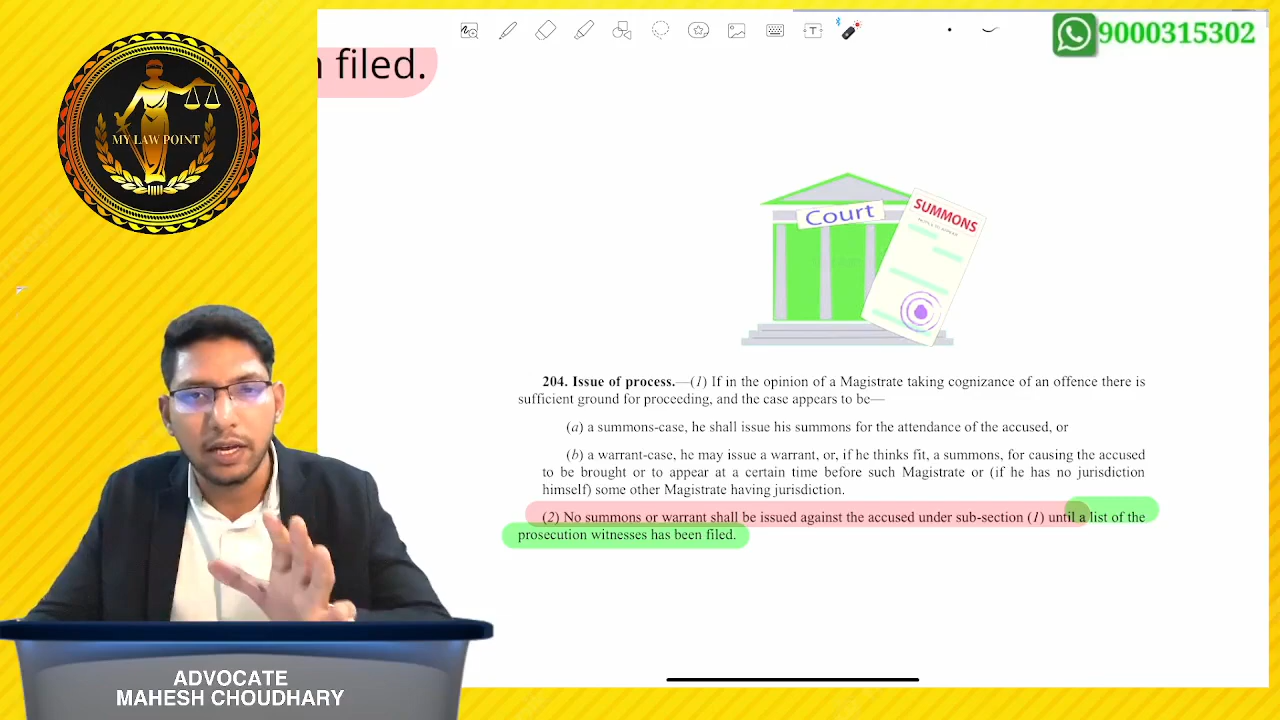 9000315302
filed.
MY LAW POINT
Court
SUMMONS
204. Issue of process.—(1) If in the opinion of a Magistrate taking cognizance of an offence there is
sufficient ground for proceeding, and the case appears to be—
(a) a summons-case, he shall issue his summons for the attendance of the accused, or
(b) a warrant-case, he may issue a warrant, or, if he thinks fit, a summons, for causing the accused
to be brought or to appear at a certain time before such Magistrate or (if he has no jurisdiction
himself) some other Magistrate having jurisdiction.
(2) No summons or warrant shall be issued against the accused under sub-section (1) until a list of the
prosecution witnesses has been filed.
ADVOCATE
MAHESH CHOUDHARY